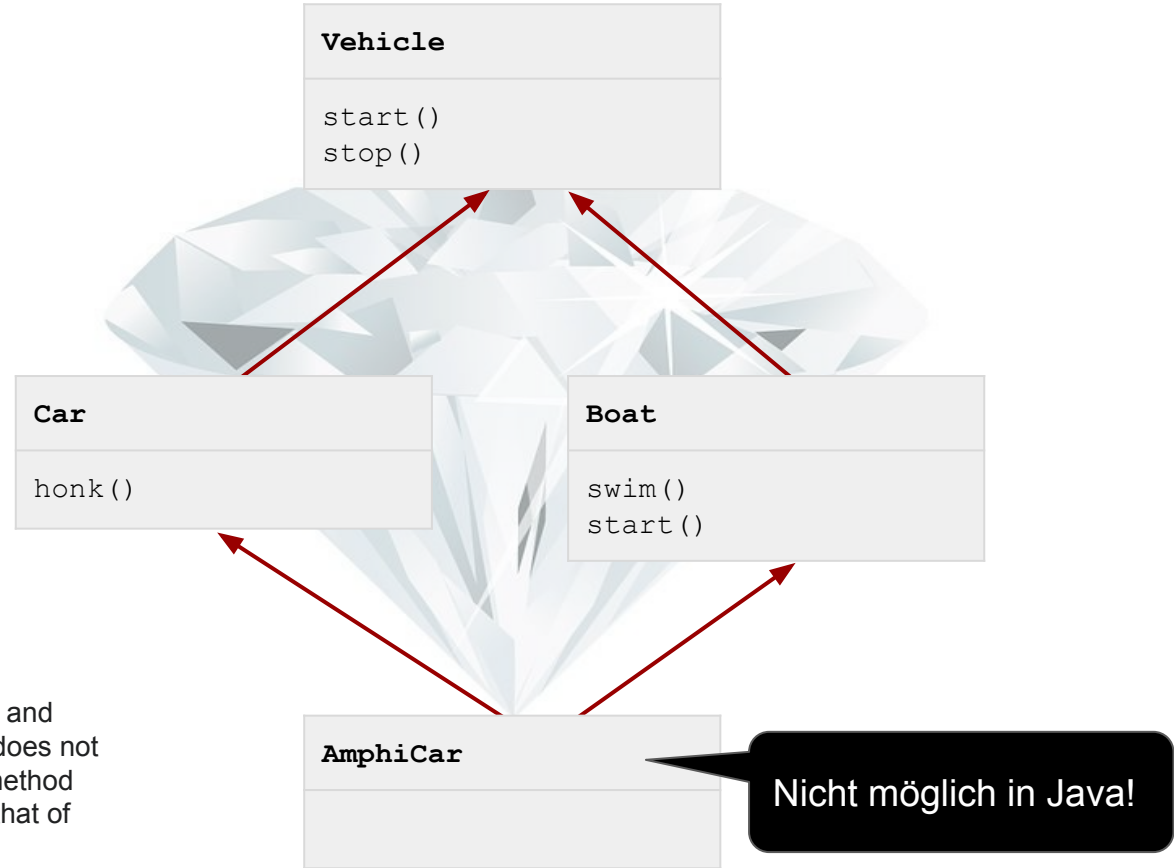 Vehicle
start()
stop()
Car
honk()
Boat
swim()
start()
and
does not
method
hat of
AmphiCar
Nicht möglich in Java!